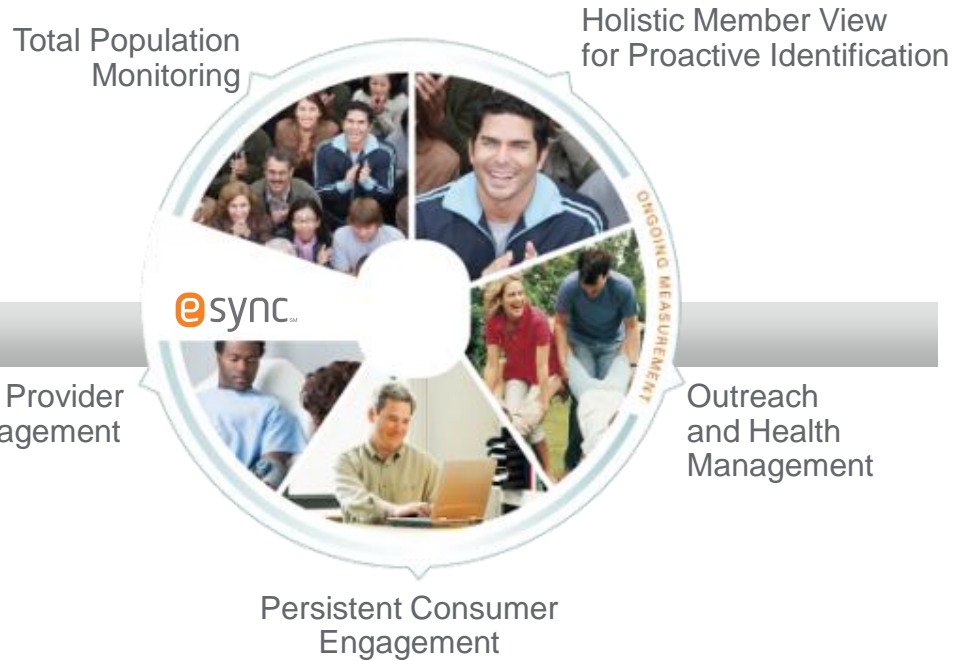 Total Population
Monitoring
Holistic Member View
for Proactive Identification
ONGOING MEASUREMENT
esync℠
Provider
agement
Outreach
and Health
Management
Persistent Consumer
Engagement